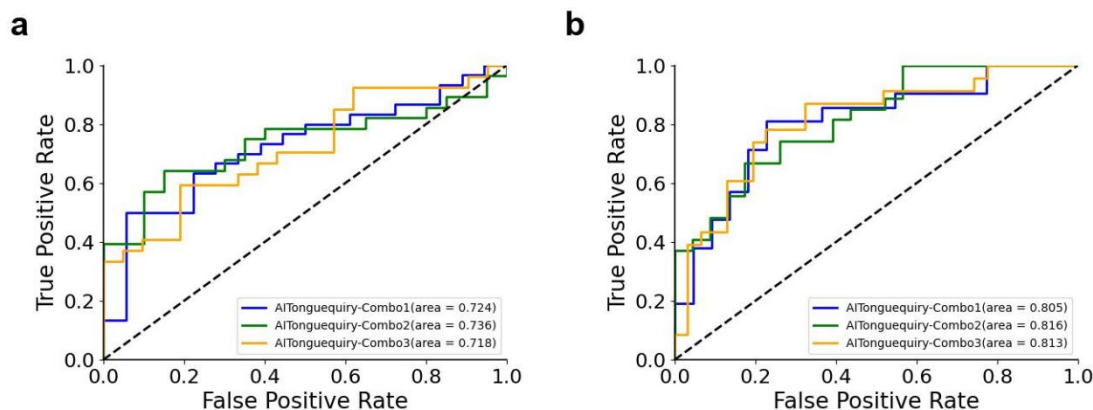 a
1.0
0.8
0.6
0.4
0.2
0.0
True Positive Rate
AITonguequiry-Combo1(area = 0.724)
AITonguequiry-Combo2(area = 0.736)
AITonguequiry-Combo3(area = 0.718)
0.0 0.2 0.4 0.6 0.8 1.0
False Positive Rate
b
1.0
0.8
0.6
0.4
0.2
0.0
True Positive Rate
AITonguequiry-Combo1(area = 0.805)
AITonguequiry-Combo2(area = 0.816)
AITonguequiry-Combo3(area = 0.813)
0.0 0.2 0.4 0.6 0.8 1.0
False Positive Rate